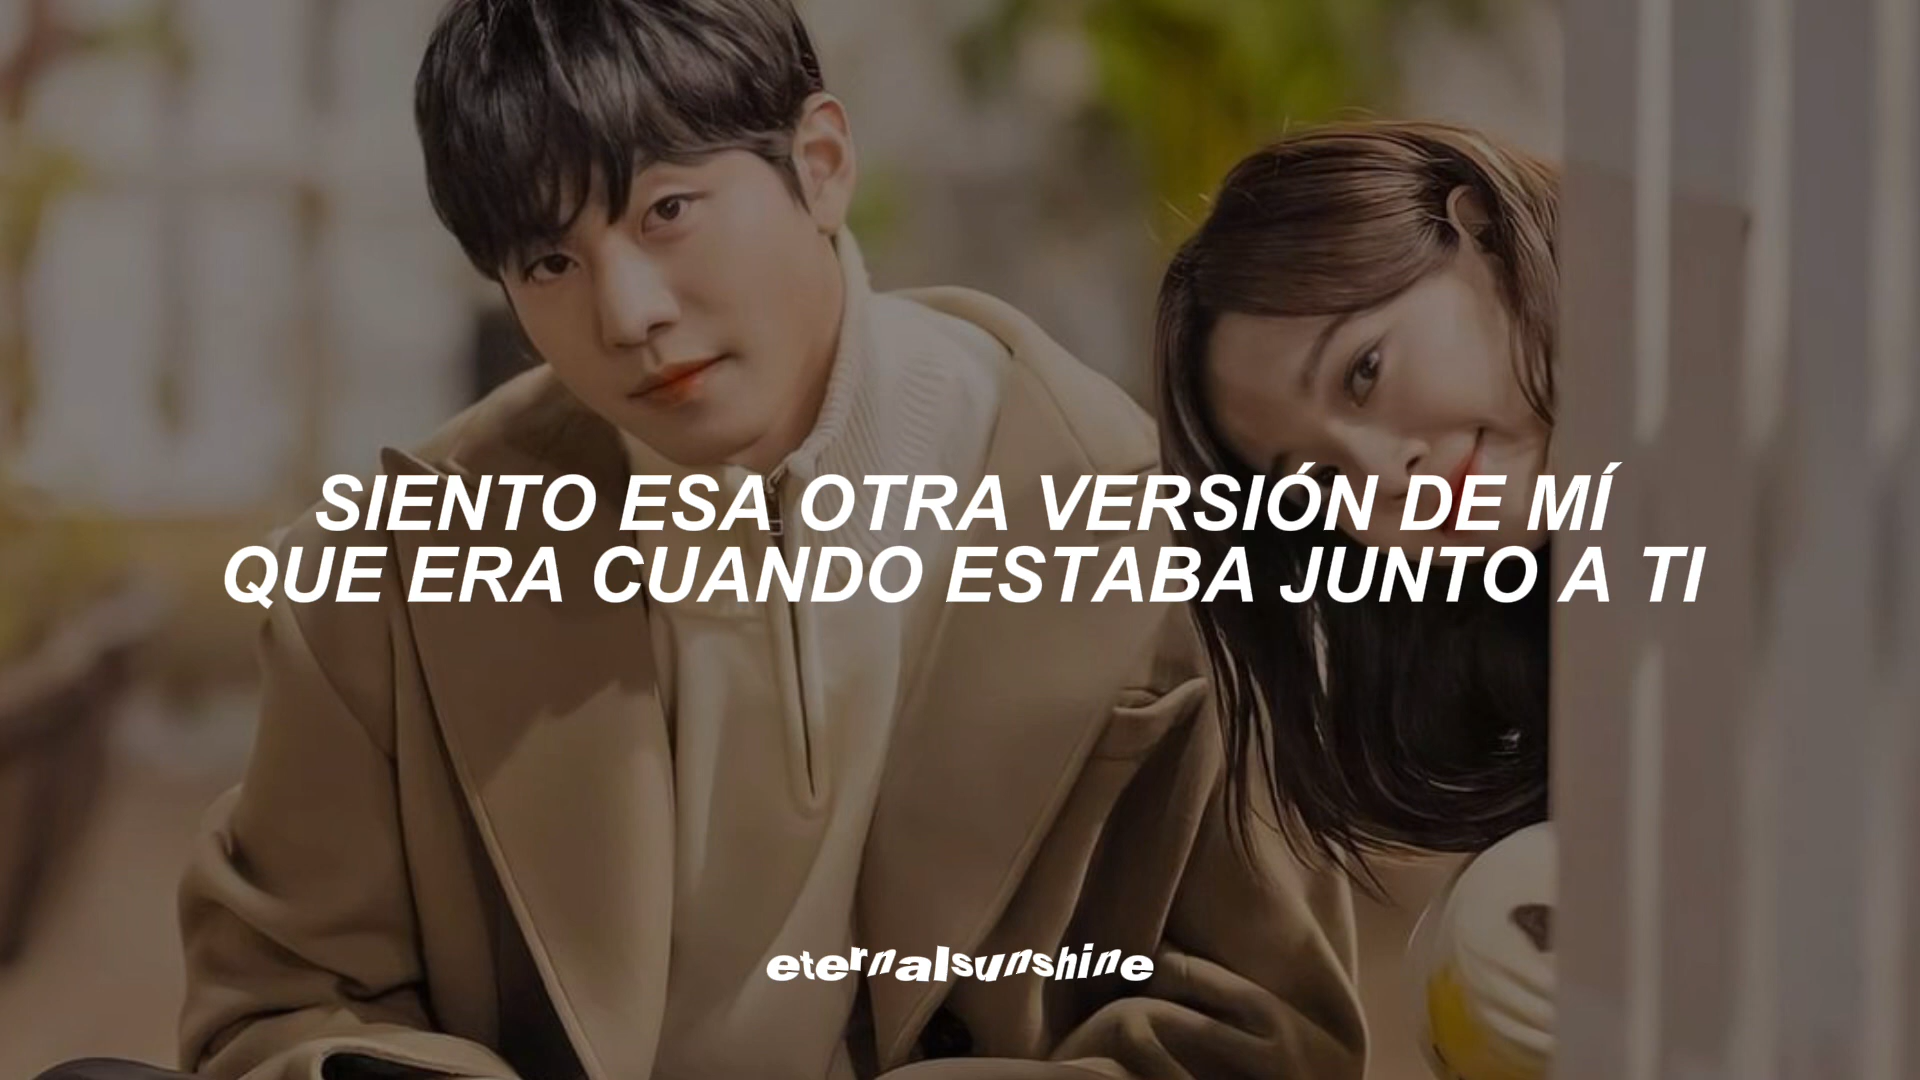 SIENTO ESA OTRA VERSIÓN DE MÍ
QUE ERA CUANDO ESTABA JUNTO A TI
eternalsunshine